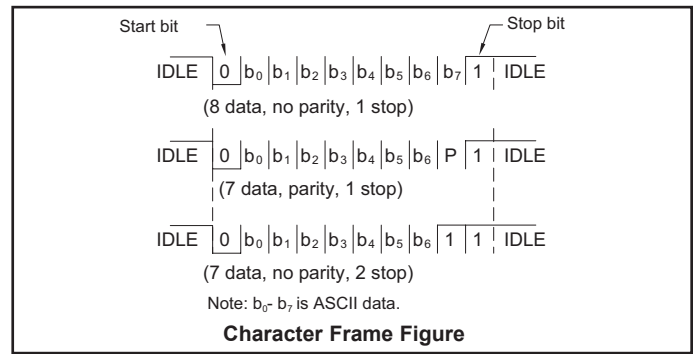 Start bit Stop bit
IDLE 0 b₀ b₁ b₂ b₃ b₄ b₅ b₆ b₇ 1 IDLE
(8 data, no parity, 1 stop)
IDLE 0 b₀ b₁ b₂ b₃ b₄ b₅ b₆ P 1 IDLE
(7 data, parity, 1 stop)
IDLE 0 b₀ b₁ b₂ b₃ b₄ b₅ b₆ 1 1 IDLE
(7 data, no parity, 2 stop)
Note: b₀- b₇ is ASCII data.
Character Frame Figure